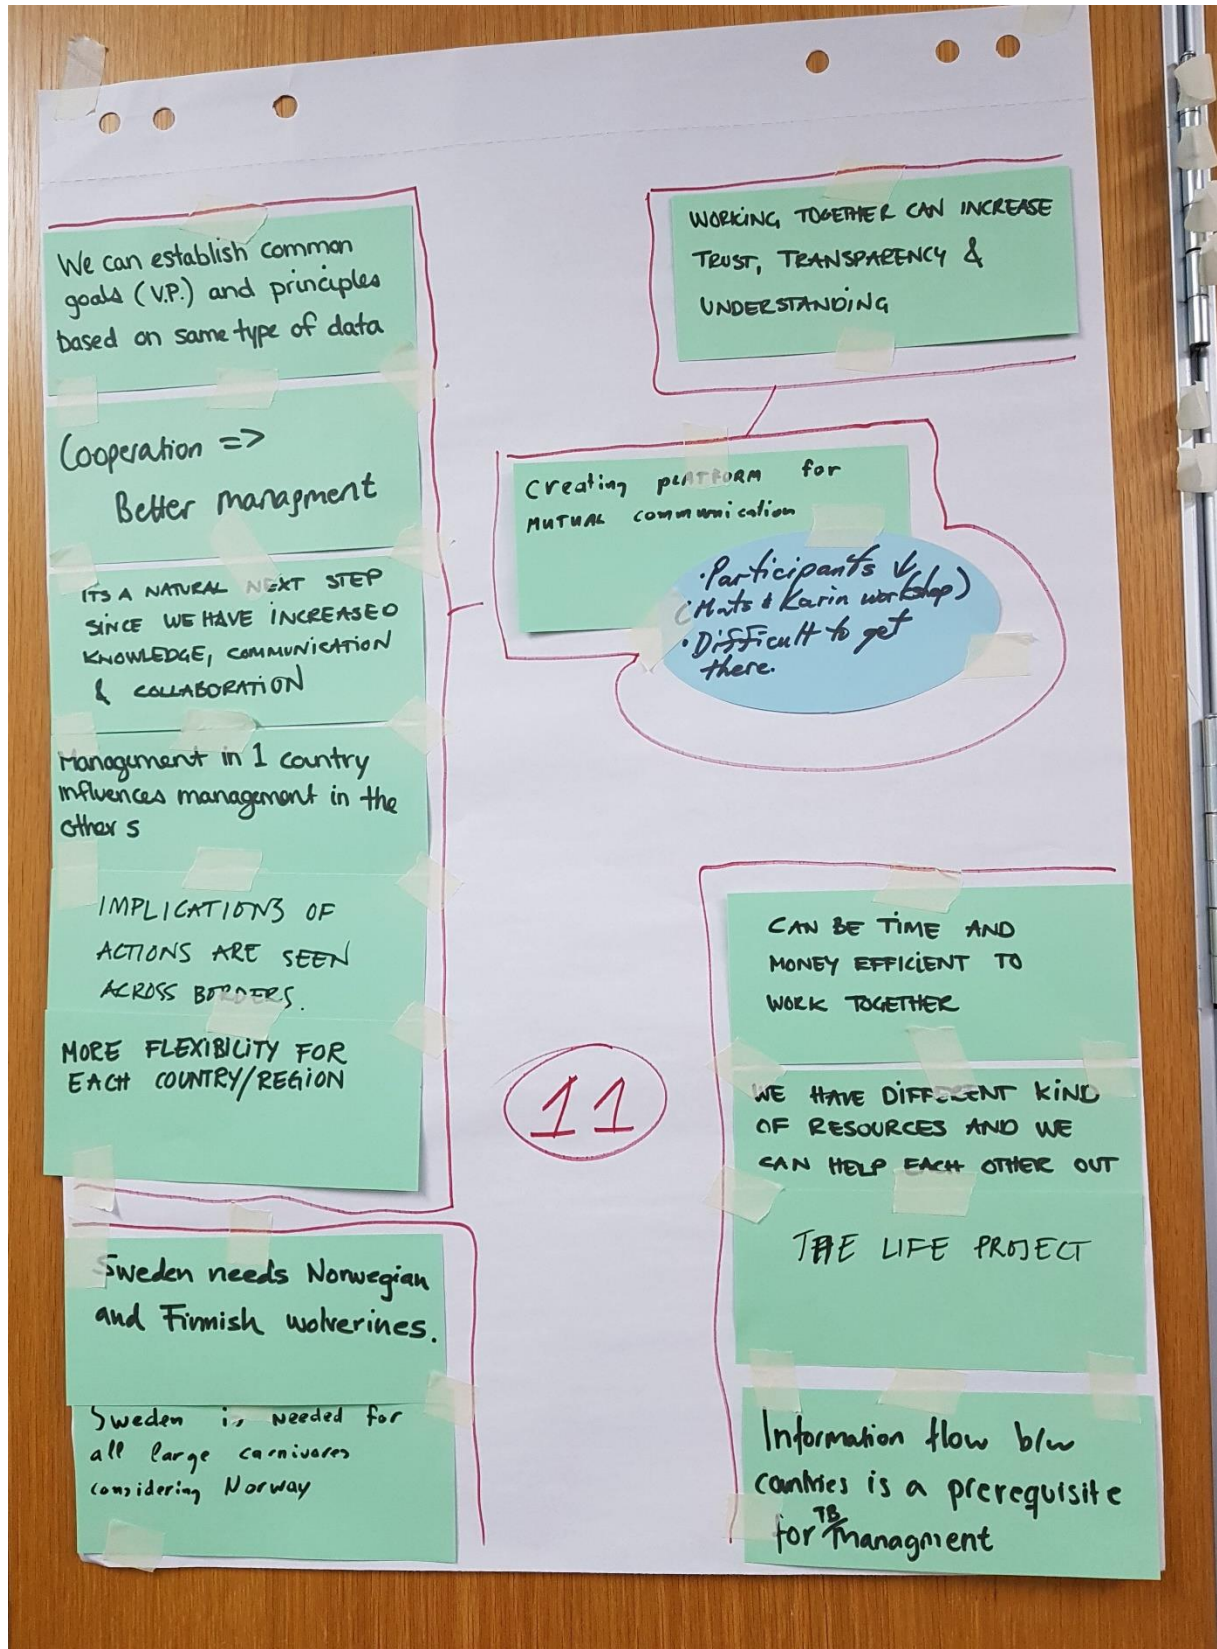 We can establish common
goals (V.P.) and principles
based on same type of data
Cooperation =>
Better managment
ITS A NATURAL NEXT STEP
SINCE WE HAVE INCREASED
KNOWLEDGE, COMMUNICATION
& COLLABORATION
Management in 1 country
influences management in the
others
IMPLICATIONS OF
ACTIONS ARE SEEN
ACROSS BORDERS.
MORE FLEXIBILITY FOR
EACH COUNTRY/REGION
Sweden needs Norwegian
and Finnish wolverines.
Sweden is needed for
all large carnivores
considering Norway
WORKING TOGETHER CAN INCREASE
TRUST, TRANSPARENCY &
UNDERSTANDING
Creating PLATFORM for
MUTUAL communication
• Participants ↓
(Mats & Karin workshop)
• Difficult to get
there.
11
CAN BE TIME AND
MONEY EFFICIENT TO
WORK TOGETHER
WE HAVE DIFFERENT KIND
OF RESOURCES AND WE
CAN HELP EACH OTHER OUT
THE LIFE PROJECT
Information flow b/w
countries is a prerequisite
for TB managment